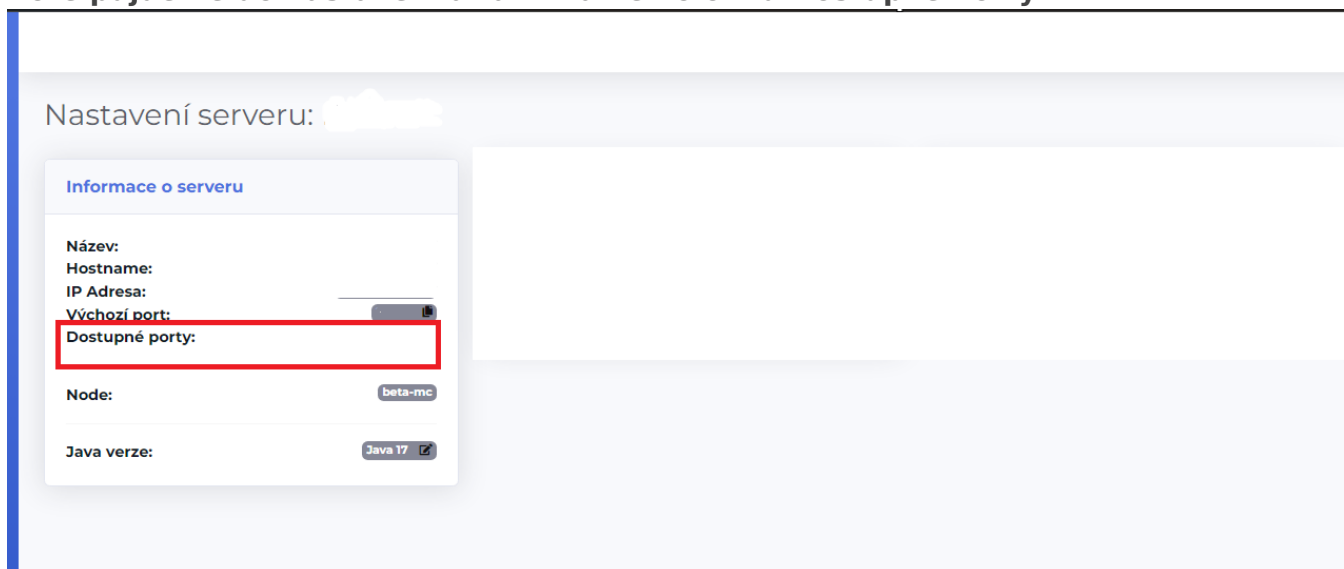 Nastavení serveru:
Informace o serveru
Název:
Hostname:
IP Adresa:
Výchozí port:
Dostupné porty:
Node: beta-mc
Java verze: Java 17